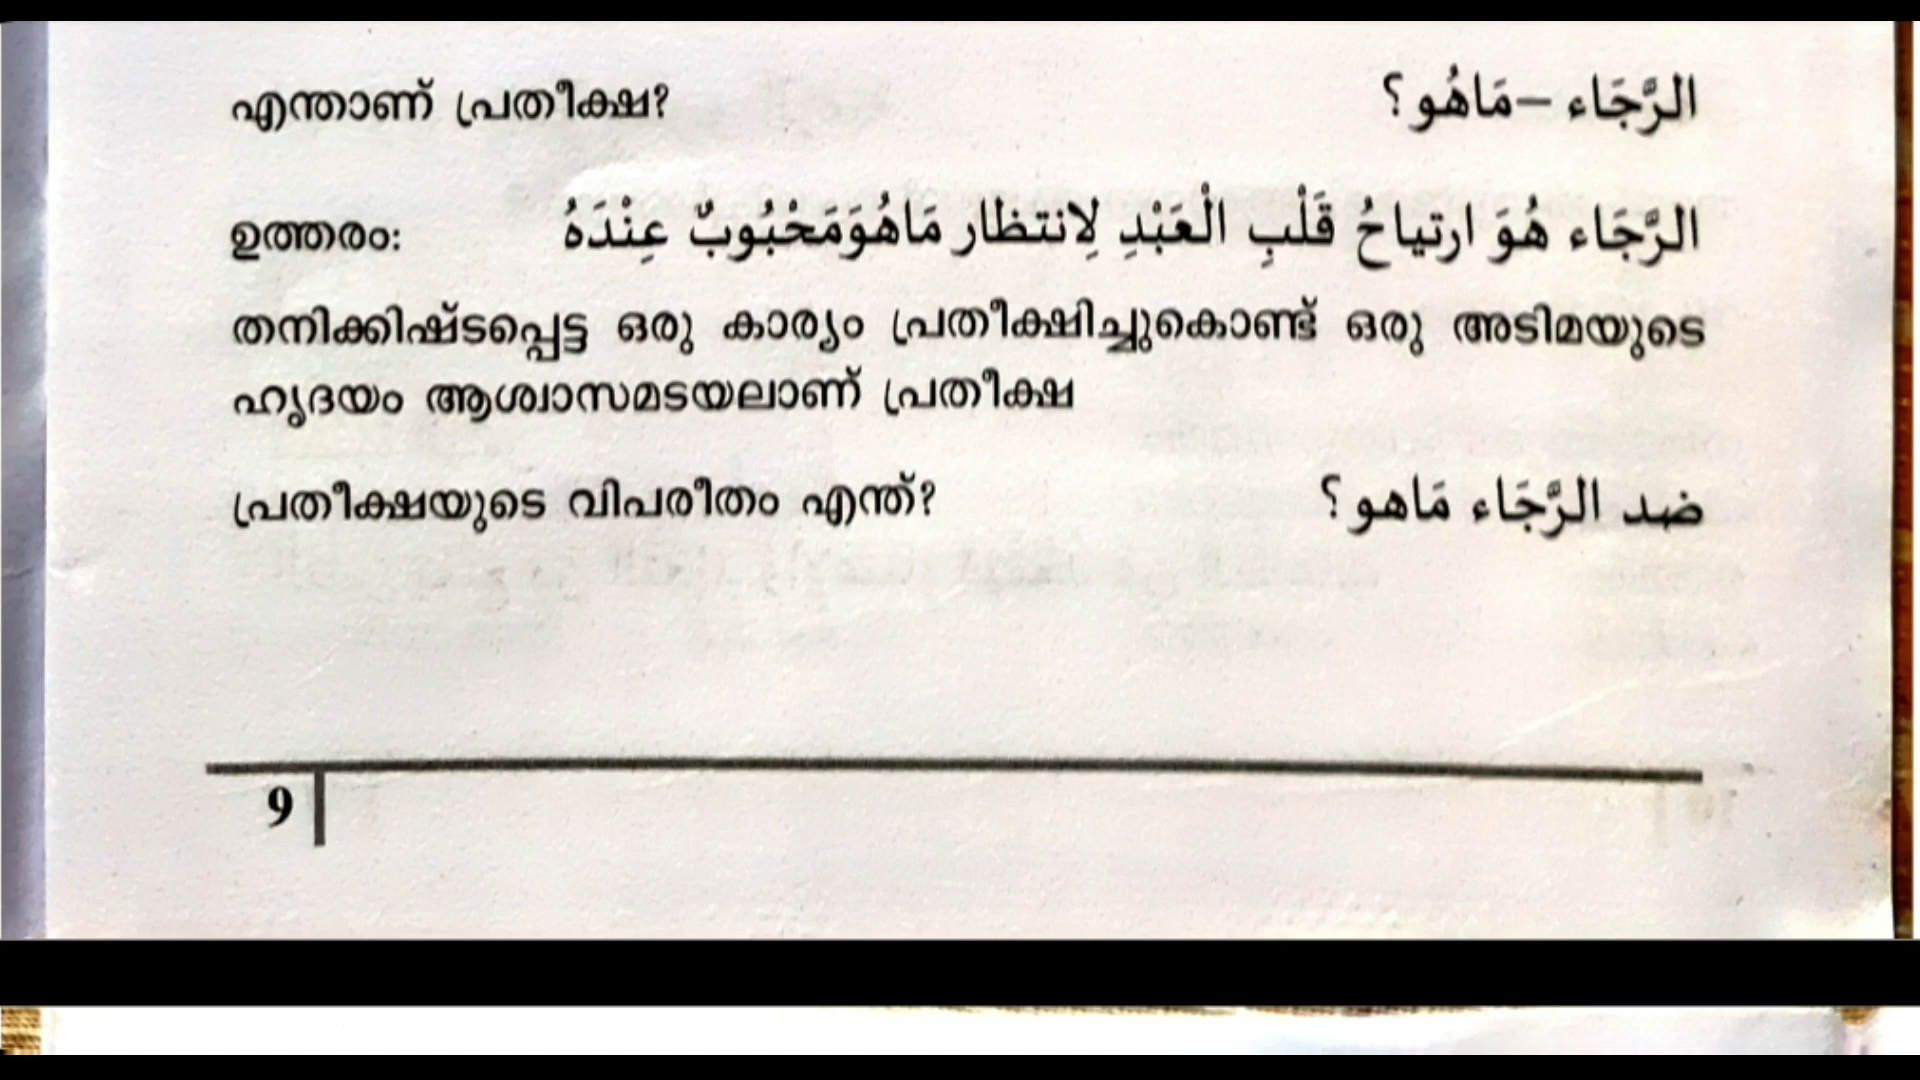 എന്താണ് പ്രതീക്ഷ? الرَّجَاء – مَاهُو؟
ഉത്തരം: الرَّجَاء هُوَ ارتياحُ قَلْبِ الْعَبْدِ لِانتظار مَاهُوَمَحْبُوبٌ عِنْدَهُ
തനിക്കിഷ്ടപ്പെട്ട ഒരു കാര്യം പ്രതീക്ഷിച്ചുകൊണ്ട് ഒരു അടിമയുടെ
ഹൃദയം ആശ്വാസമടയലാണ് പ്രതീക്ഷ
പ്രതീക്ഷയുടെ വിപരീതം എന്ത്? ضد الرَّجَاء مَاهو؟
9